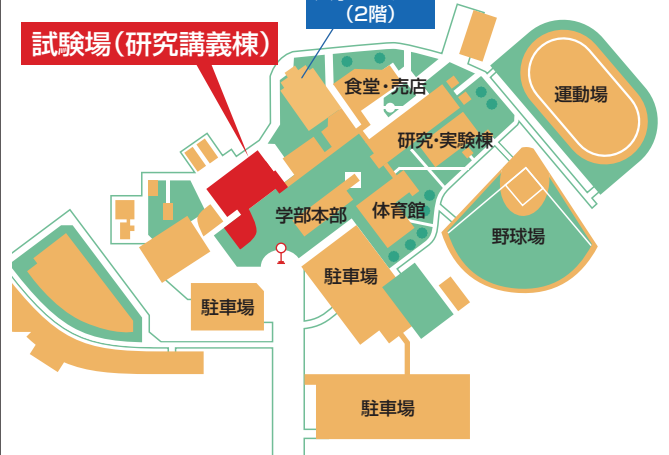 (2階)
試験場(研究講義棟)
食堂・売店
運動場
研究・実験棟
学部本部
体育館
野球場
駐車場
駐車場
駐車場